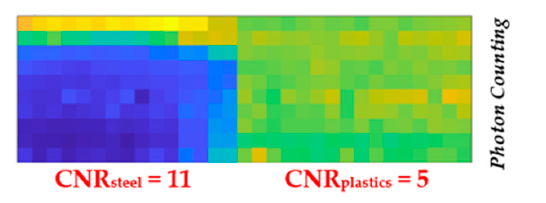 Photon Counting
CNRsteel = 11
CNRplastics = 5